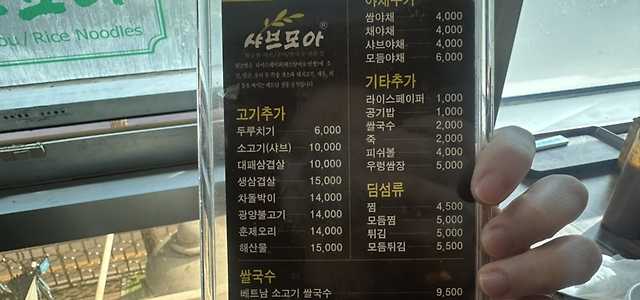 ou / Rice Noodles
샤브모아®
고기추가
두루치기 6,000
소고기(샤브) 10,000
대패삼겹살 10,000
생삼겹살 15,000
차돌박이 14,000
광양불고기 14,000
훈제오리 14,000
해산물 15,000
쌀국수
베트남 소고기 쌀국수 9,500
야채추가
쌈야채 4,000
채야채 4,000
샤브야채 4,000
모듬야채 6,000
기타추가
라이스페이퍼 1,000
공기밥 1,000
쌀국수 2,000
죽 2,000
피쉬볼 4,000
우렁쌈장 5,000
딤섬류
찜 4,500
모듬찜 5,000
튀김 5,000
모듬튀김 5,500